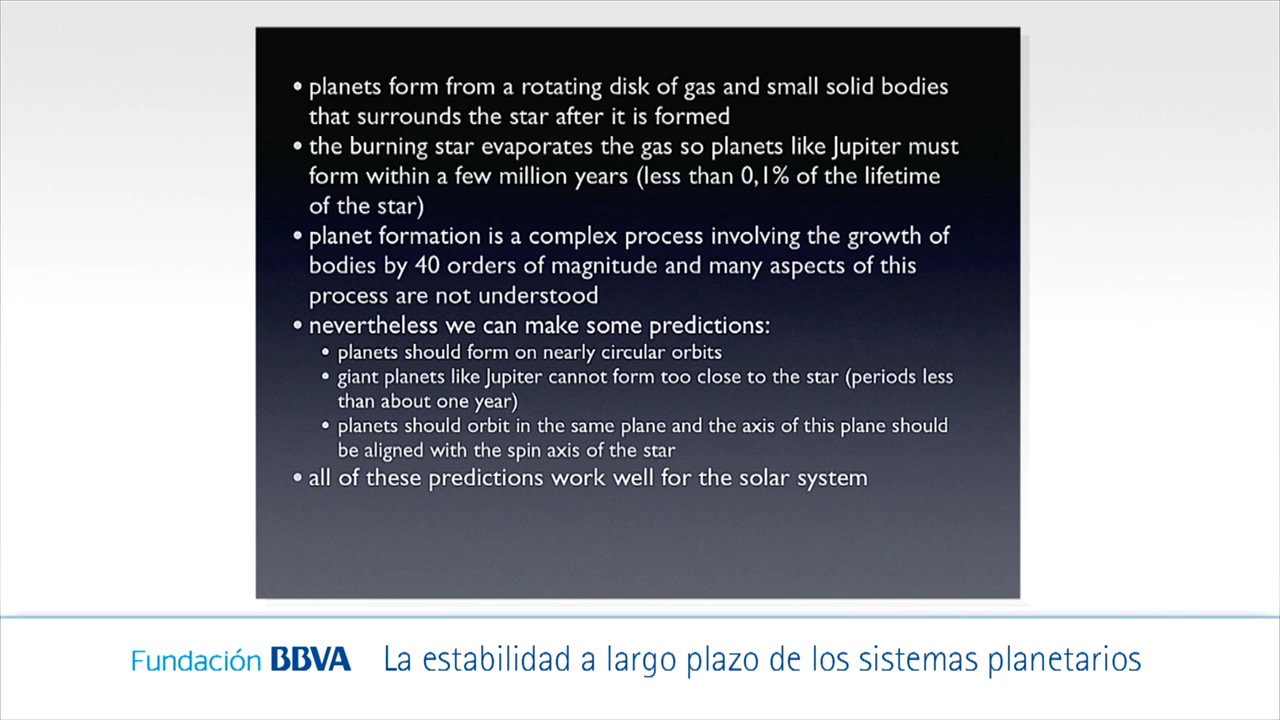 • planets form from a rotating disk of gas and small solid bodies
that surrounds the star after it is formed
• the burning star evaporates the gas so planets like Jupiter must
form within a few million years (less than 0,1% of the lifetime
of the star)
• planet formation is a complex process involving the growth of
bodies by 40 orders of magnitude and many aspects of this
process are not understood
• nevertheless we can make some predictions:
• planets should form on nearly circular orbits
• giant planets like Jupiter cannot form too close to the star (periods less
than about one year)
• planets should orbit in the same plane and the axis of this plane should
be aligned with the spin axis of the star
• all of these predictions work well for the solar system
Fundación BBVA La estabilidad a largo plazo de los sistemas planetarios